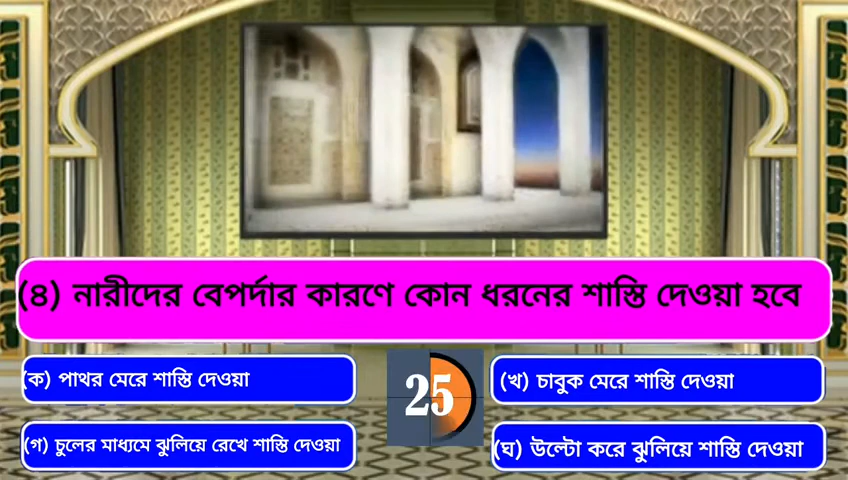 (৪) নারীদের বেপর্দার কারণে কোন ধরনের শাস্তি দেওয়া হবে
(ক) পাথর মেরে শাস্তি দেওয়া
25
(খ) চাবুক মেরে শাস্তি দেওয়া
(গ) চুলের মাধ্যমে ঝুলিয়ে রেখে শাস্তি দেওয়া
(ঘ) উল্টো করে ঝুলিয়ে শাস্তি দেওয়া